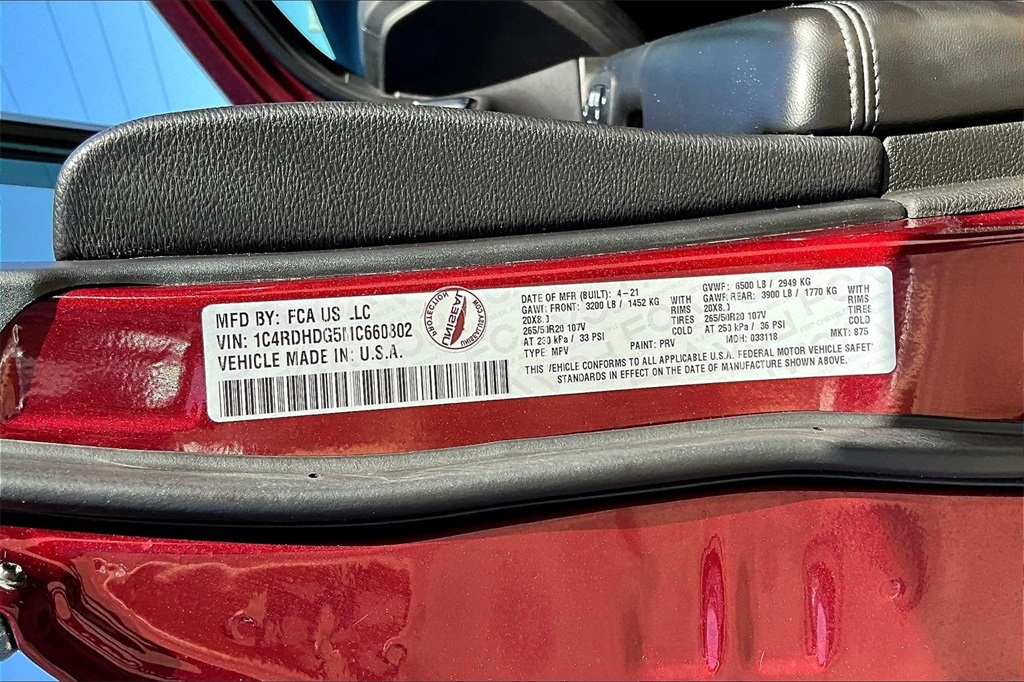 MFD BY: FCA US LLC
VIN: 1C4RDHDG5MC660302
VEHICLE MADE IN: U.S.A.
DATE OF MFR (BUILT): 4-21
GVWF: 6500 LB / 2949 KG
GAWR FRONT: 3200 LB / 1452 KG WITH
GAWR REAR: 3900 LB / 1770 KG WITH
20X8.0 RIMS
20X8.0 RIMS
265/50R20 107V TIRES
265/50R20 107V TIRES
AT 230 kPa / 33 PSI COLD
AT 250 kPa / 36 PSI COLD
TYPE: MPV PAINT: PRV
MDH: 033118 MKT: 875
THIS VEHICLE CONFORMS TO ALL APPLICABLE U.S.A. FEDERAL MOTOR VEHICLE SAFETY
STANDARDS IN EFFECT ON THE DATE OF MANUFACTURE SHOWN ABOVE.